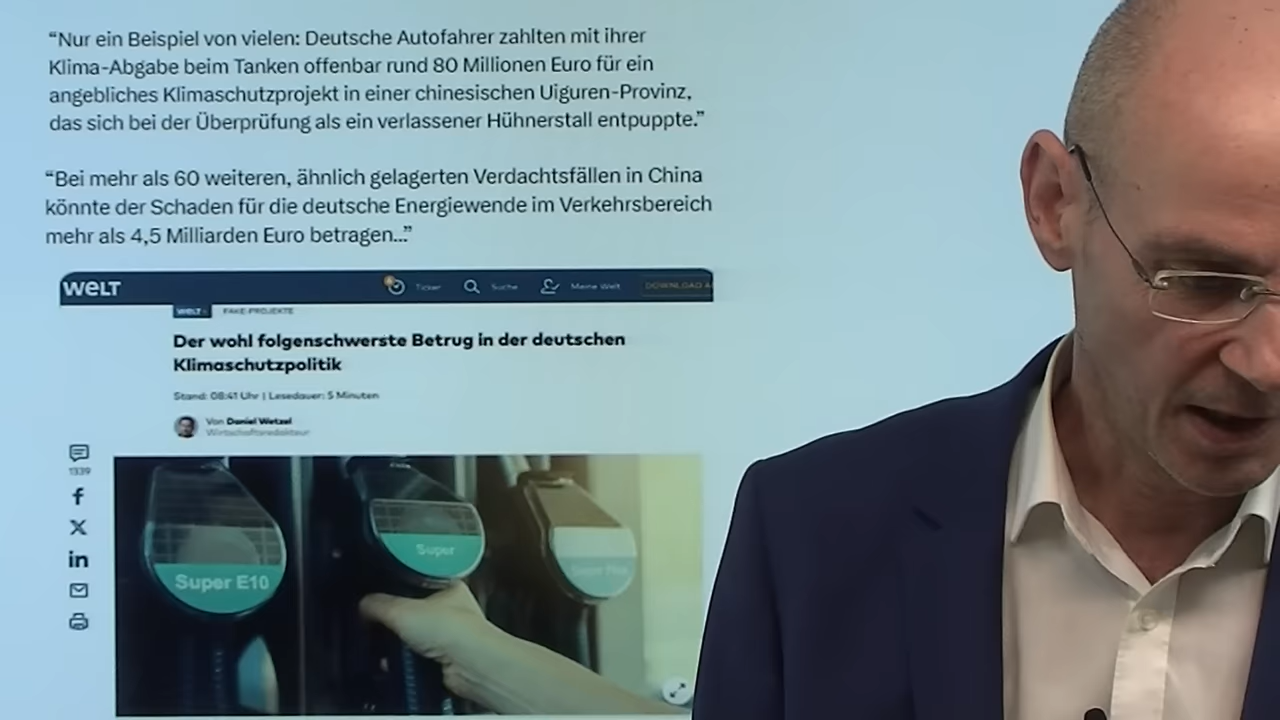 “Nur ein Beispiel von vielen: Deutsche Autofahrer zahlten mit ihrer
Klima-Abgabe beim Tanken offenbar rund 80 Millionen Euro für ein
angebliches Klimaschutzprojekt in einer chinesischen Uiguren-Provinz,
das sich bei der Überprüfung als ein verlassener Hühnerstall entpuppte.”
“Bei mehr als 60 weiteren, ähnlich gelagerten Verdachtsfällen in China
könnte der Schaden für die deutsche Energiewende im Verkehrsbereich
mehr als 4,5 Milliarden Euro betragen...”
WELT Ticker Suche Meine Welt DOWNLOAD
WELT FAKE-PROJEKTE
Der wohl folgenschwerste Betrug in der deutschen
Klimaschutzpolitik
Stand: 08:41 Uhr | Lesedauer: 5 Minuten
Von Daniel Wetzel
Wirtschaftsredakteur
1339
Super E10
Super
Super